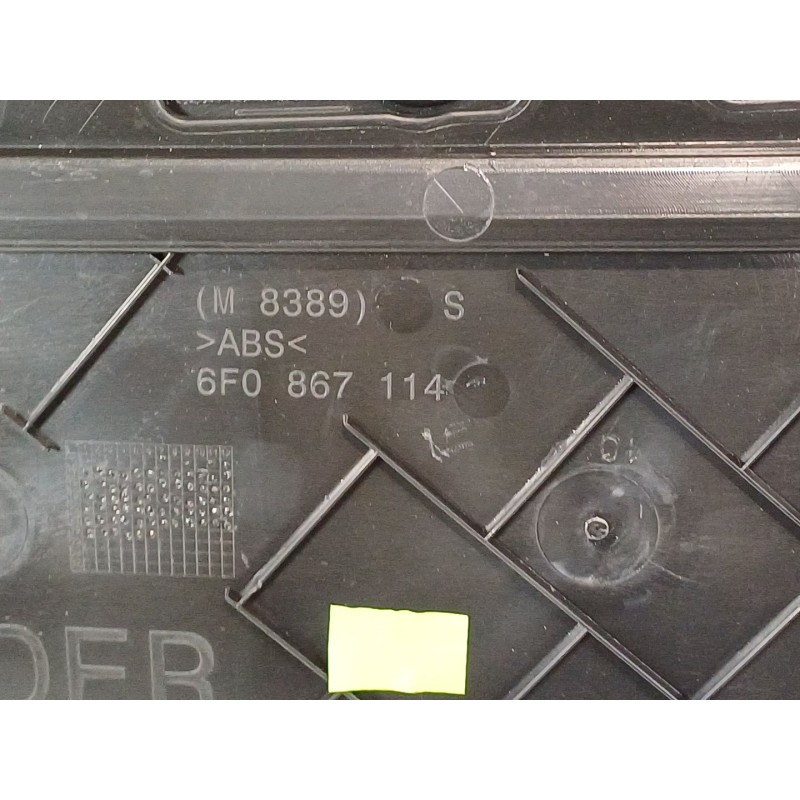 (M 8389) S
>ABS<
6F0 867 114
DER